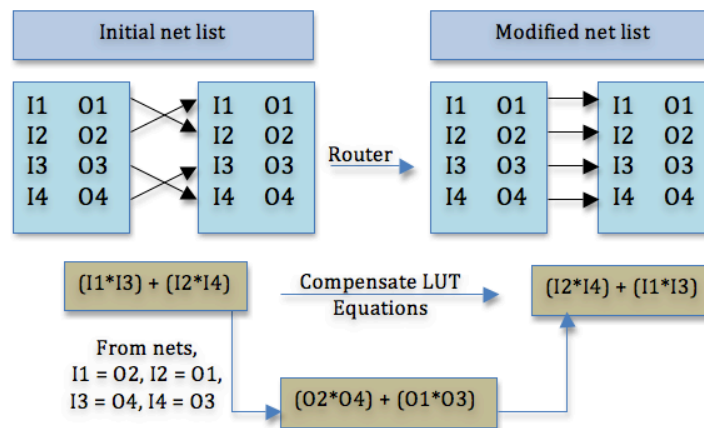 Initial net list
Modified net list
I1 O1 I1 O1
I2 O2 I2 O2
I3 O3 I3 O3
I4 O4 I4 O4
Router
I1 O1 I1 O1
I2 O2 I2 O2
I3 O3 I3 O3
I4 O4 I4 O4
(I1*I3) + (I2*I4)
Compensate LUT
Equations
(I2*I4) + (I1*I3)
From nets,
I1 = O2, I2 = O1,
I3 = O4, I4 = O3
(O2*O4) + (O1*O3)